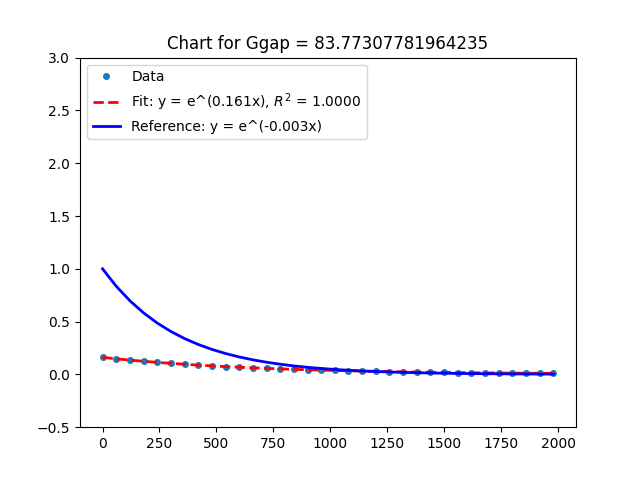 Chart for Ggap = 83.77307781964235
3.0
2.5
2.0
1.5
1.0
0.5
0.0
−0.5
Data
Fit: y = e^(0.161x), R² = 1.0000
Reference: y = e^(-0.003x)
0 250 500 750 1000 1250 1500 1750 2000